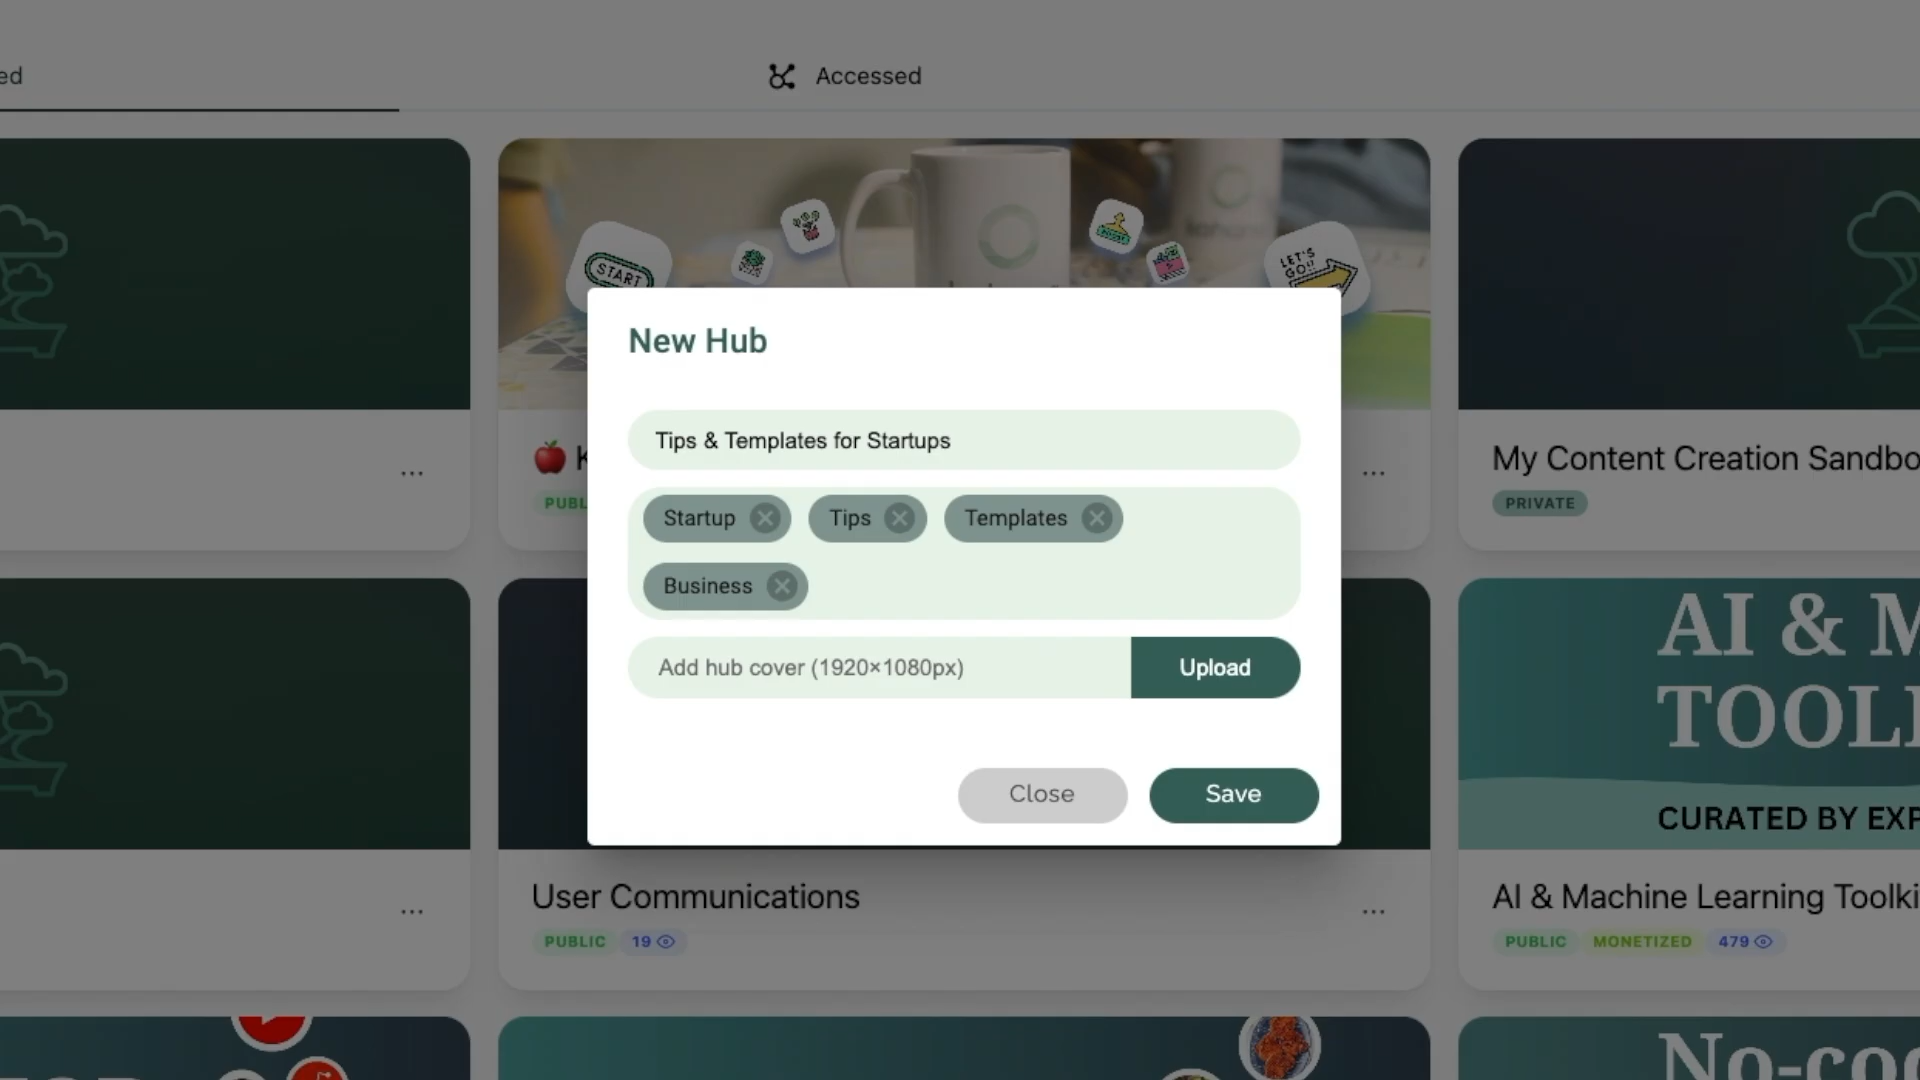 ed
Accessed
START
LET'S
GO!!
New Hub
Tips & Templates for Startups
Startup
Tips
Templates
Business
Add hub cover (1920×1080px)
Upload
Close
Save
...
K
...
PUBL
My Content Creation Sandbo
PRIVATE
AI & M
TOOL
CURATED BY EXP
...
User Communications
...
PUBLIC
19
AI & Machine Learning Toolki
PUBLIC
MONETIZED
479
No-co